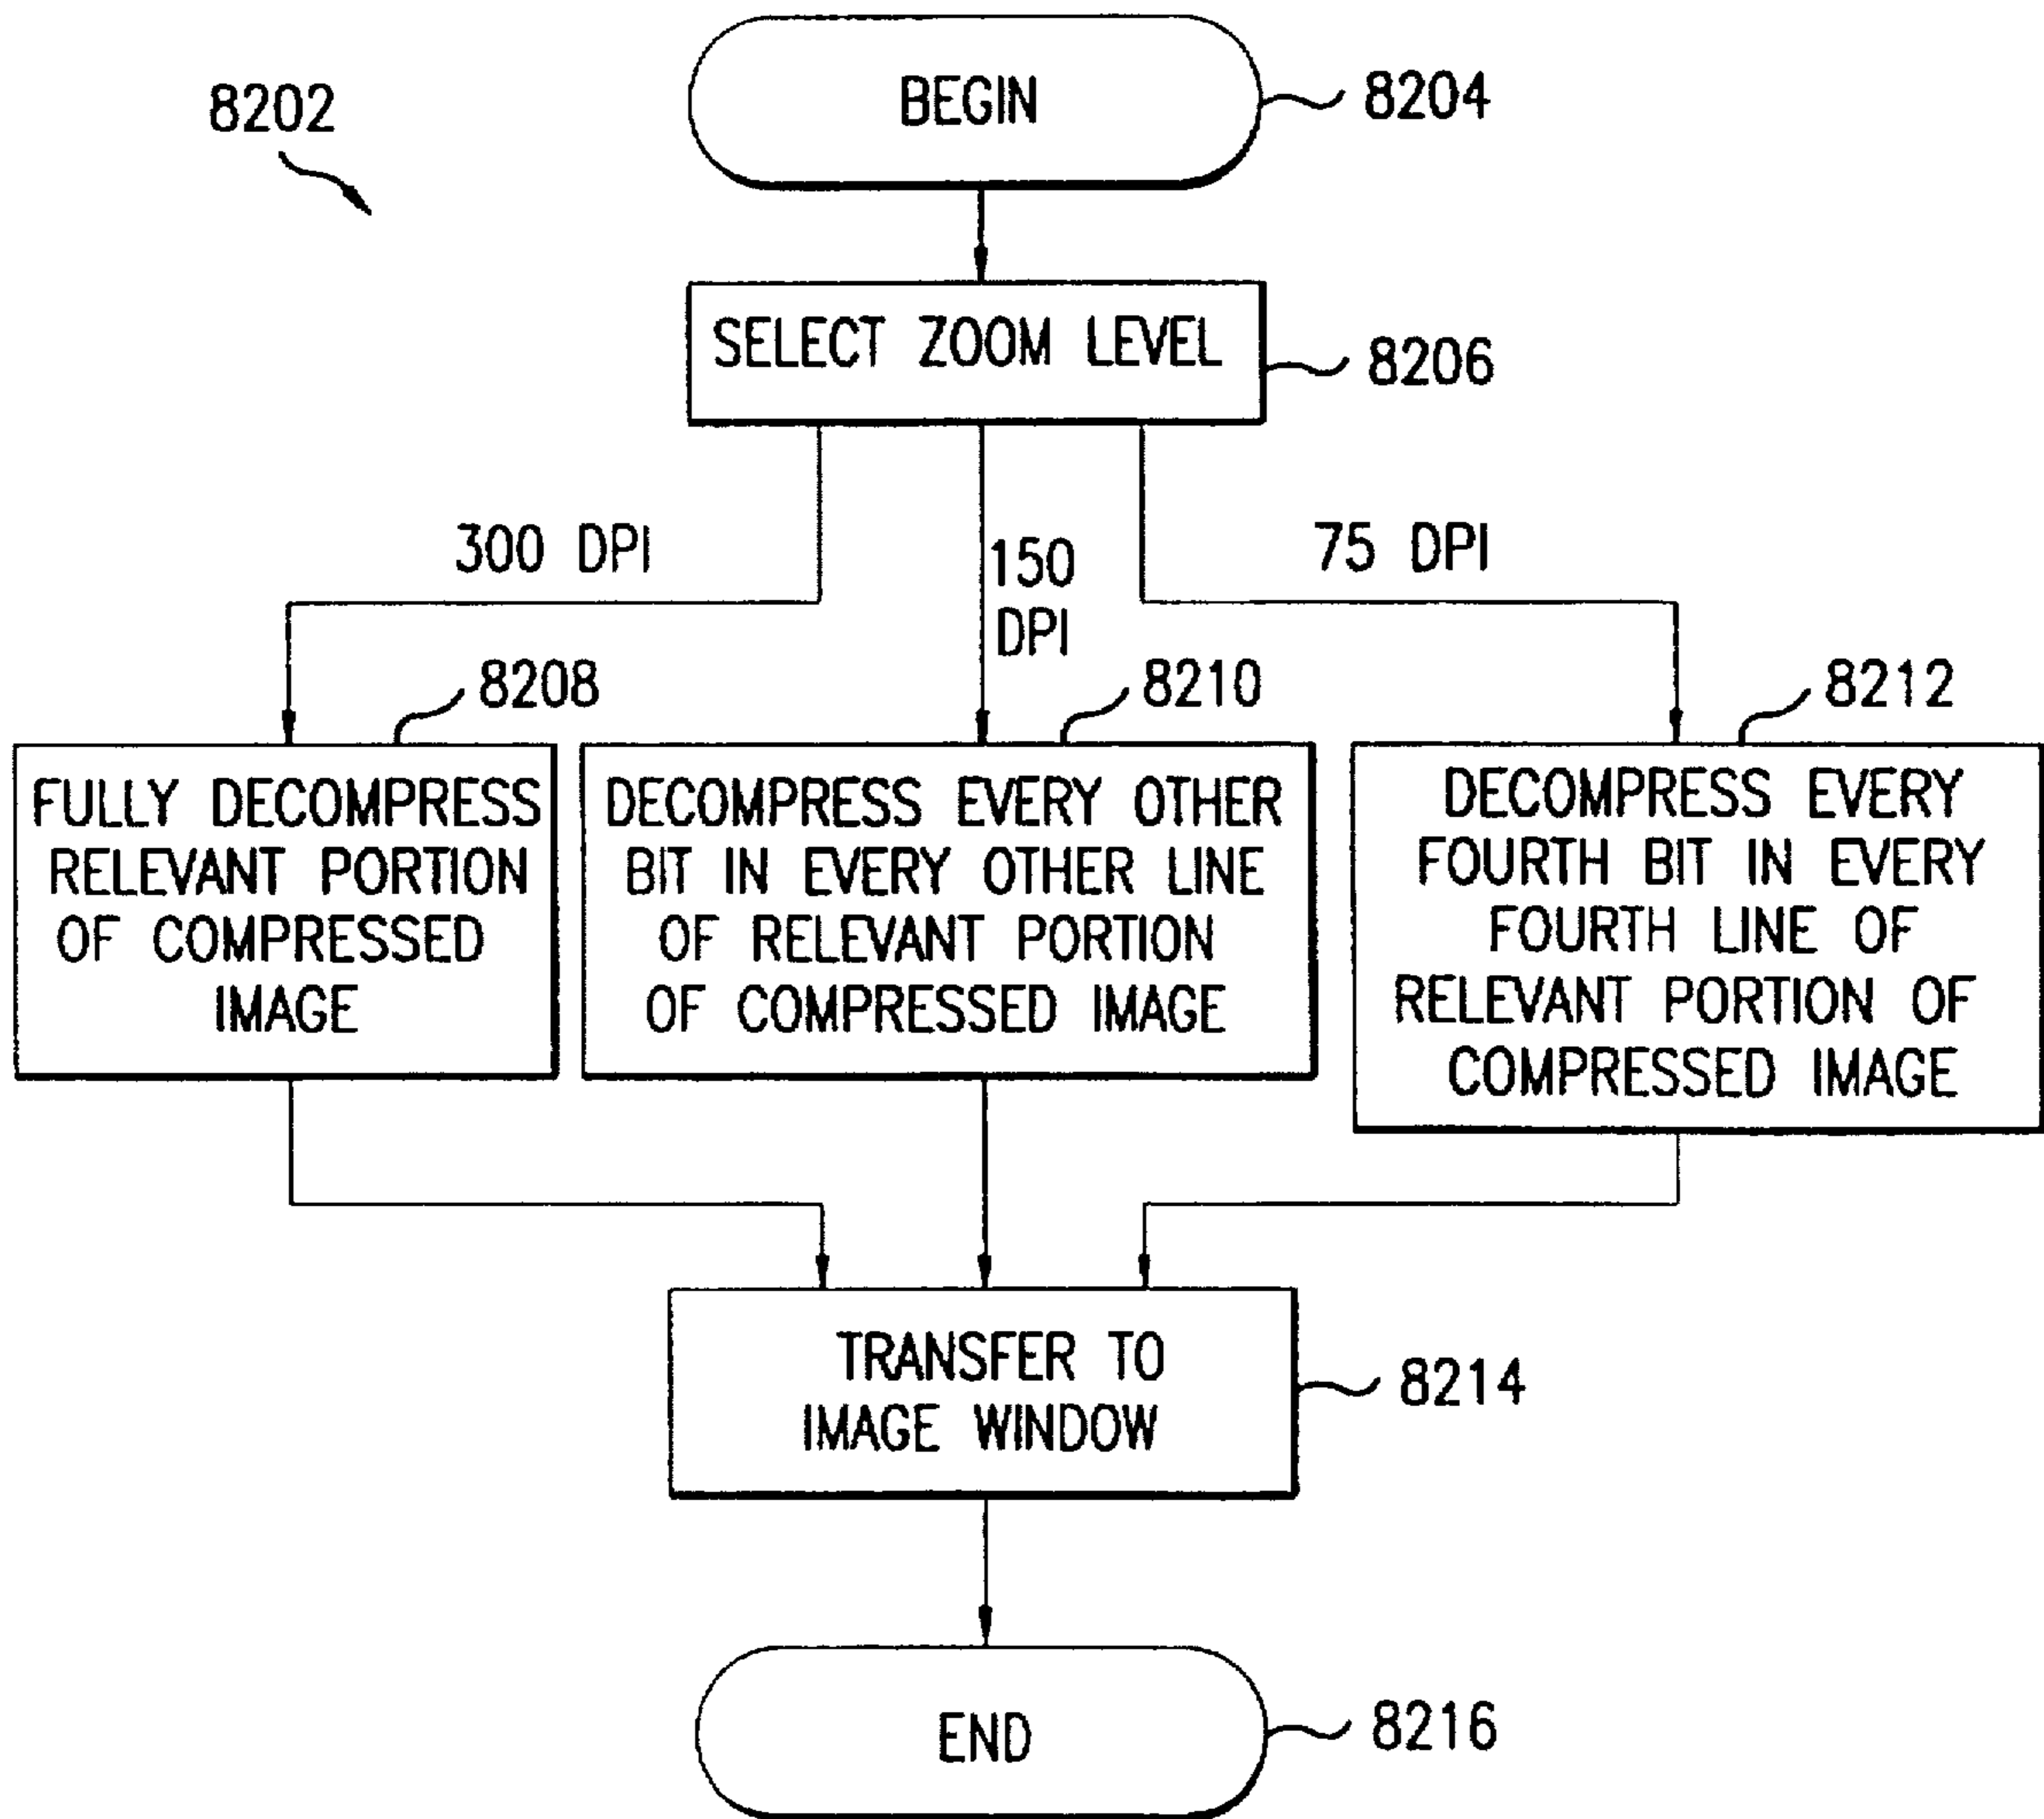 8202
BEGIN
8204
SELECT ZOOM LEVEL
8206
300 DPI
150
DPI
75 DPI
8208
8210
8212
FULLY DECOMPRESS
RELEVANT PORTION
OF COMPRESSED
IMAGE
DECOMPRESS EVERY OTHER
BIT IN EVERY OTHER LINE
OF RELEVANT PORTION
OF COMPRESSED IMAGE
DECOMPRESS EVERY
FOURTH BIT IN EVERY
FOURTH LINE OF
RELEVANT PORTION OF
COMPRESSED IMAGE
TRANSFER TO
IMAGE WINDOW
8214
END
8216